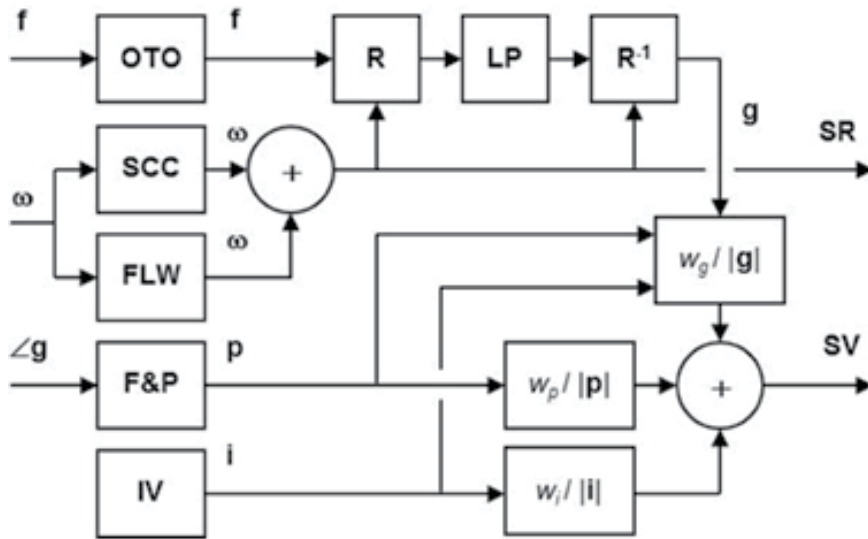 f
f
OTO
R
LP
R-1
g
SR
SCC
ω
+
ω
FLW
ω
wg / |g|
∠g
F&P
p
wp / |p|
+
SV
IV
i
wi / |i|